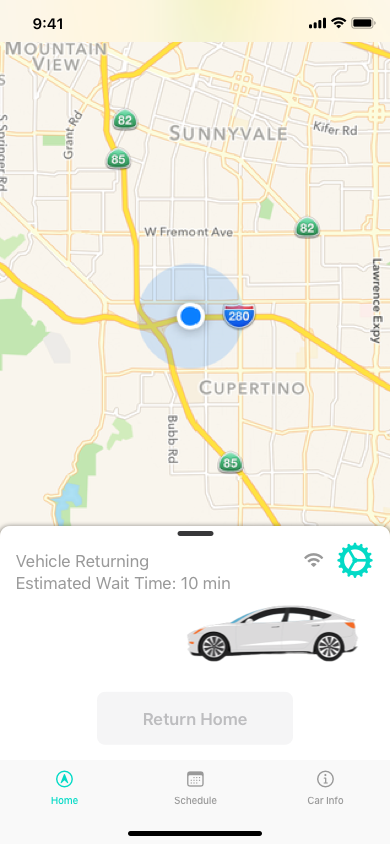 9:41
MOUNTAIN
VIEW
Grant Rd
S Springer Rd
82
85
SUNNYVALE
Kifer Rd
W Fremont Ave
82
Lawrence Expy
280
CUPERTINO
Bubb Rd
85
Vehicle Returning
Estimated Wait Time: 10 min
Return Home
Home
Schedule
Car Info